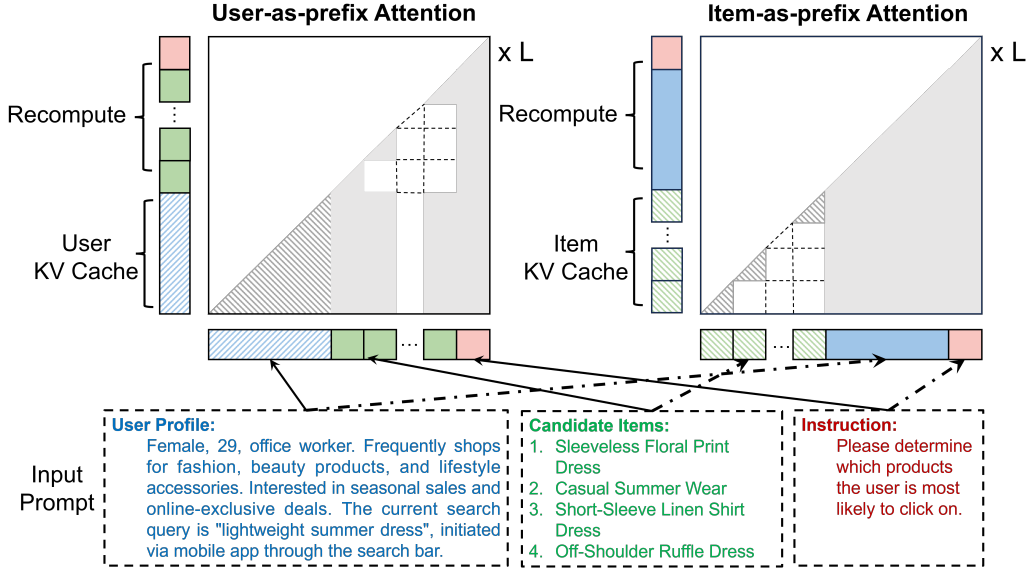 User-as-prefix Attention
Item-as-prefix Attention
x L
x L
Recompute
Recompute
User
KV Cache
Item
KV Cache
Input
Prompt
User Profile:
Female, 29, office worker. Frequently shops
for fashion, beauty products, and lifestyle
accessories. Interested in seasonal sales and
online-exclusive deals. The current search
query is "lightweight summer dress", initiated
via mobile app through the search bar.
Candidate Items:
1. Sleeveless Floral Print
Dress
2. Casual Summer Wear
3. Short-Sleeve Linen Shirt
Dress
4. Off-Shoulder Ruffle Dress
Instruction:
Please determine
which products
the user is most
likely to click on.